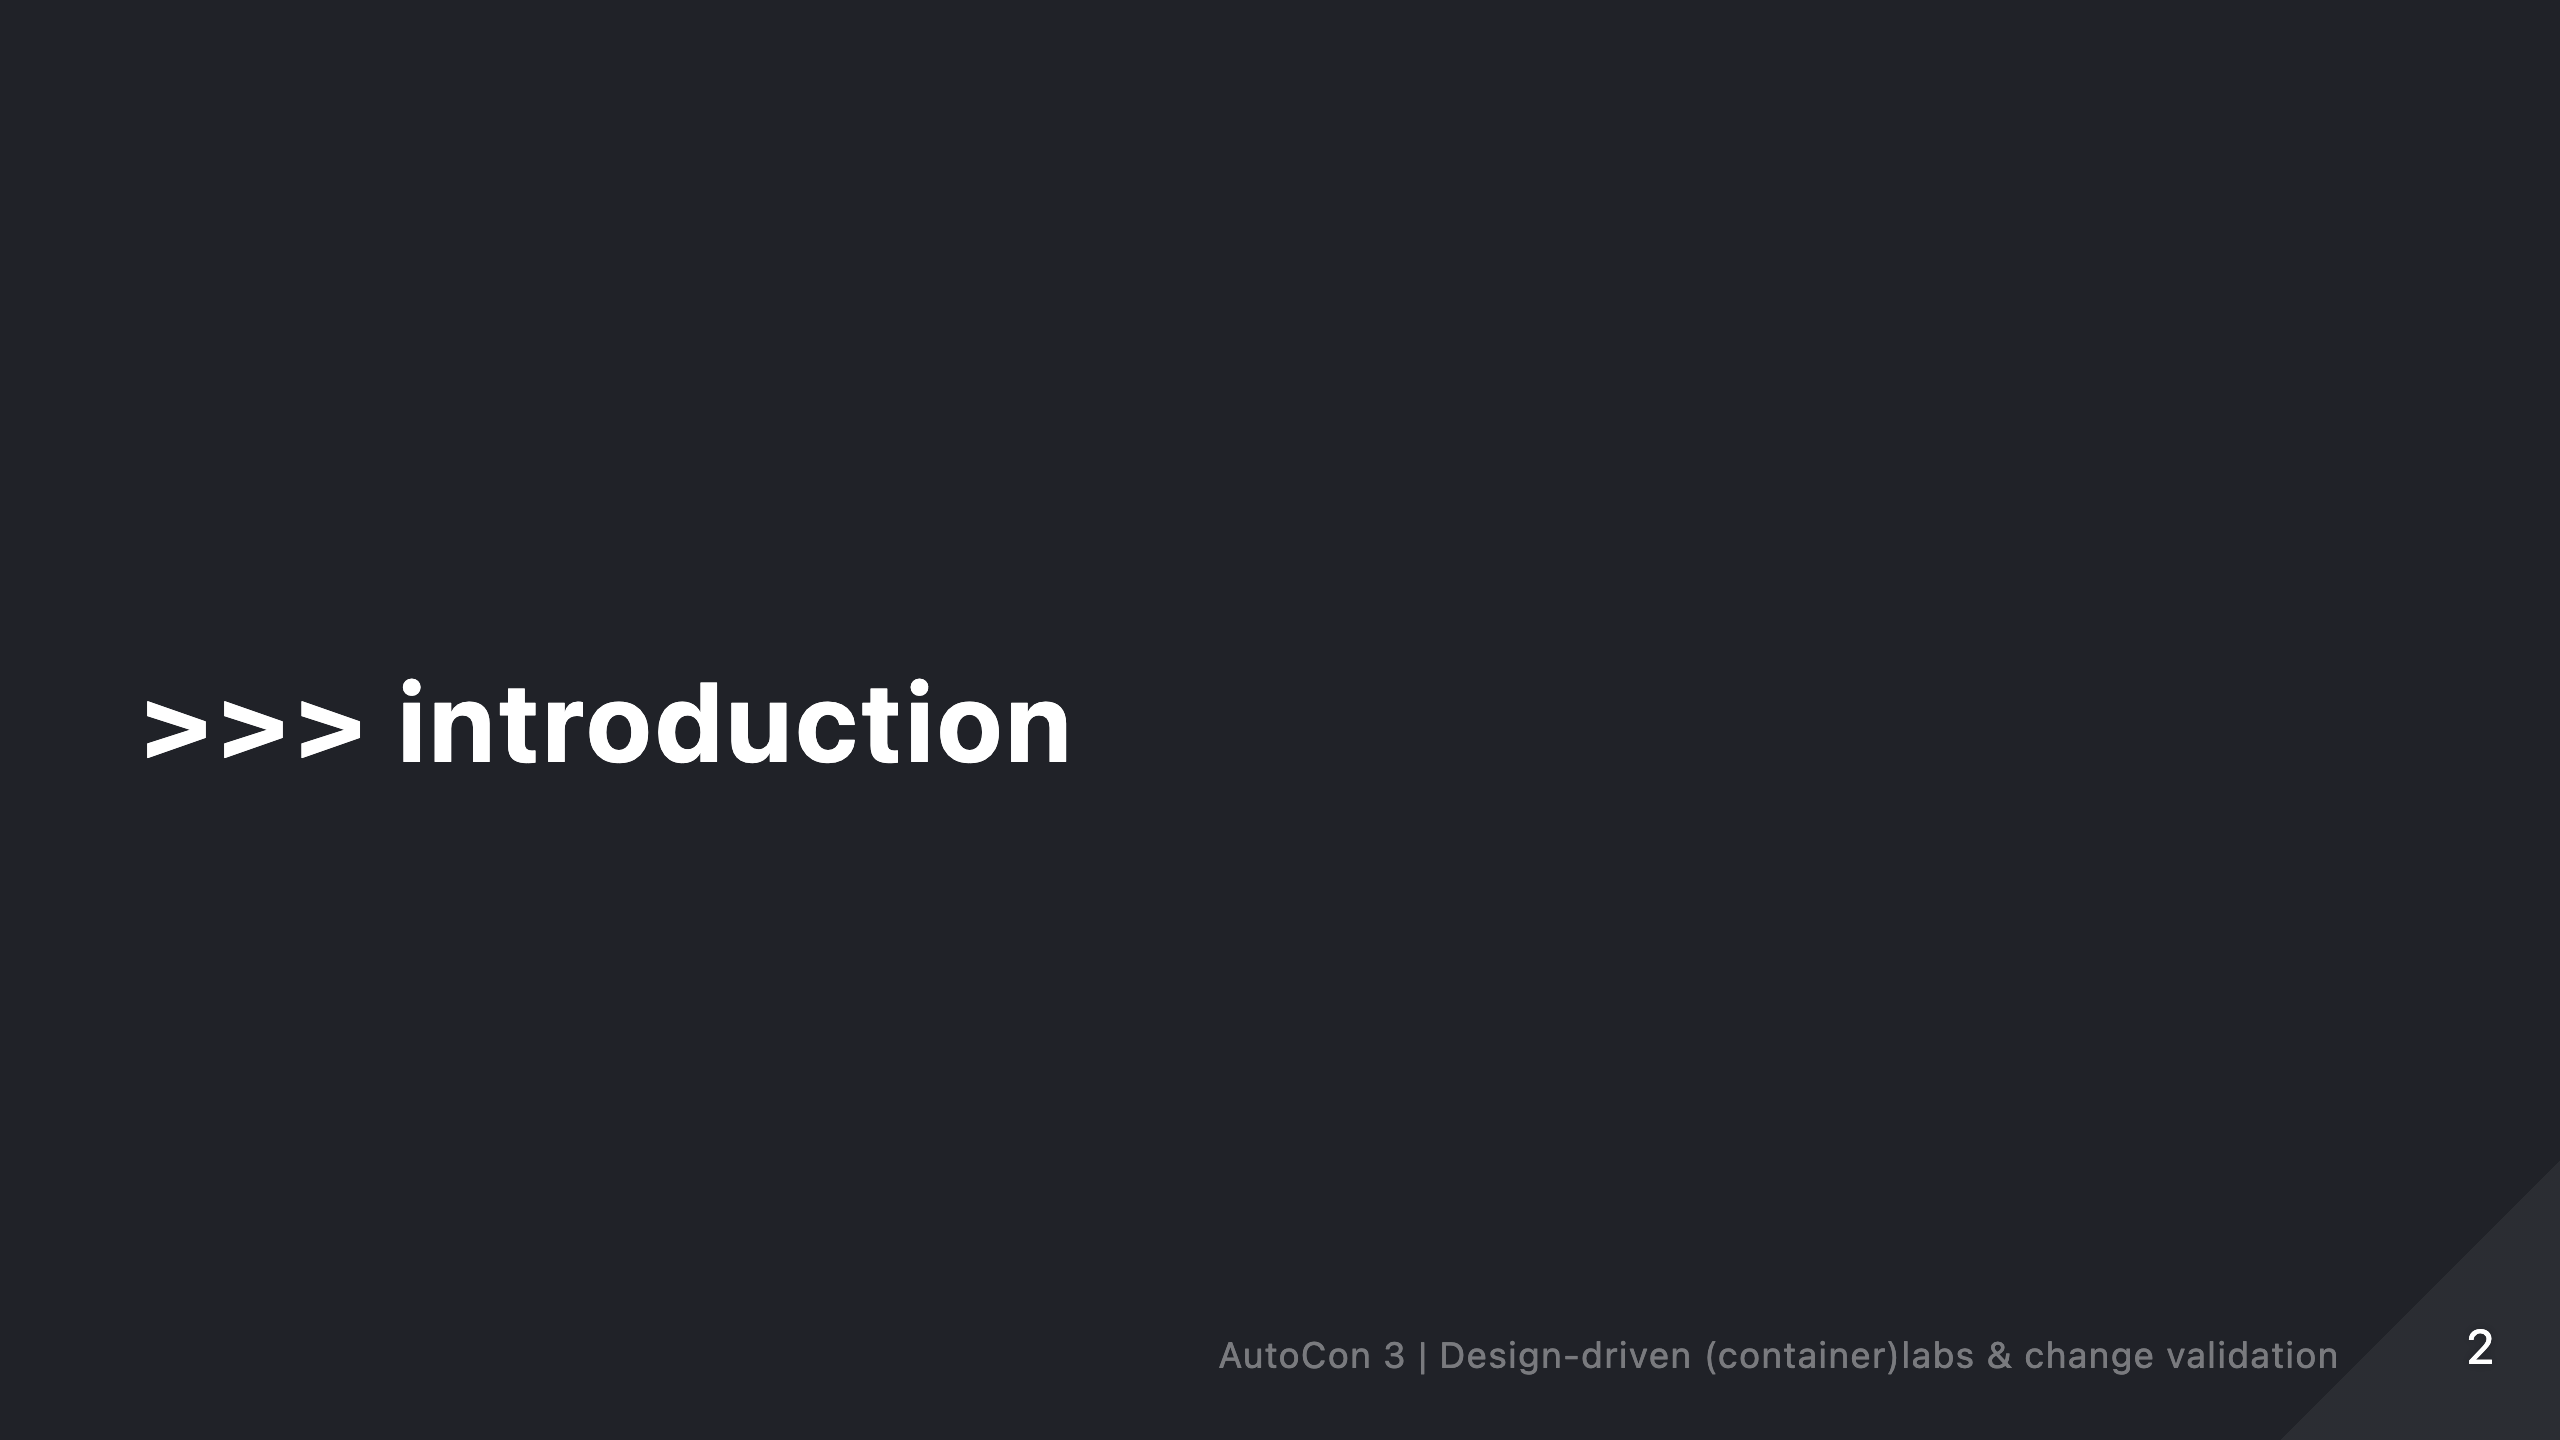 >>> introduction
AutoCon 3 | Design-driven (container)labs & change validation
2